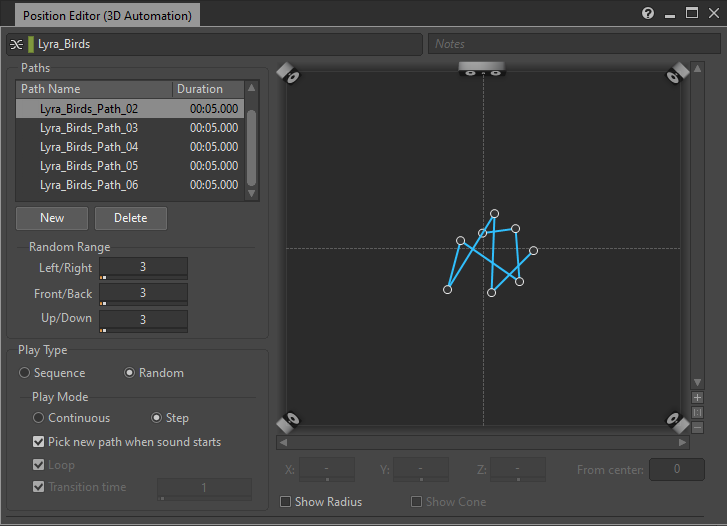 Position Editor (3D Automation)
Lyra_Birds
Notes
Paths
Path Name Duration
Lyra_Birds_Path_02 00:05.000
Lyra_Birds_Path_03 00:05.000
Lyra_Birds_Path_04 00:05.000
Lyra_Birds_Path_05 00:05.000
Lyra_Birds_Path_06 00:05.000
New Delete
Random Range
Left/Right 3
Front/Back 3
Up/Down 3
Play Type
Sequence Random
Play Mode
Continuous Step
Pick new path when sound starts
Loop
Transition time 1
X: - Y: - Z: - From center: 0
Show Radius Show Cone